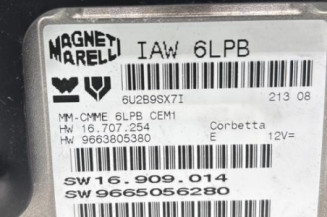 MAGNETI MARELLI IAW 6LPB
6U2B9SX7I 213 08
MM-CMME 6LPB CEM1
HW 16.707.254 Corbetta
HW 9663805380 E 12V=
SW16.909.014
SW9665056280